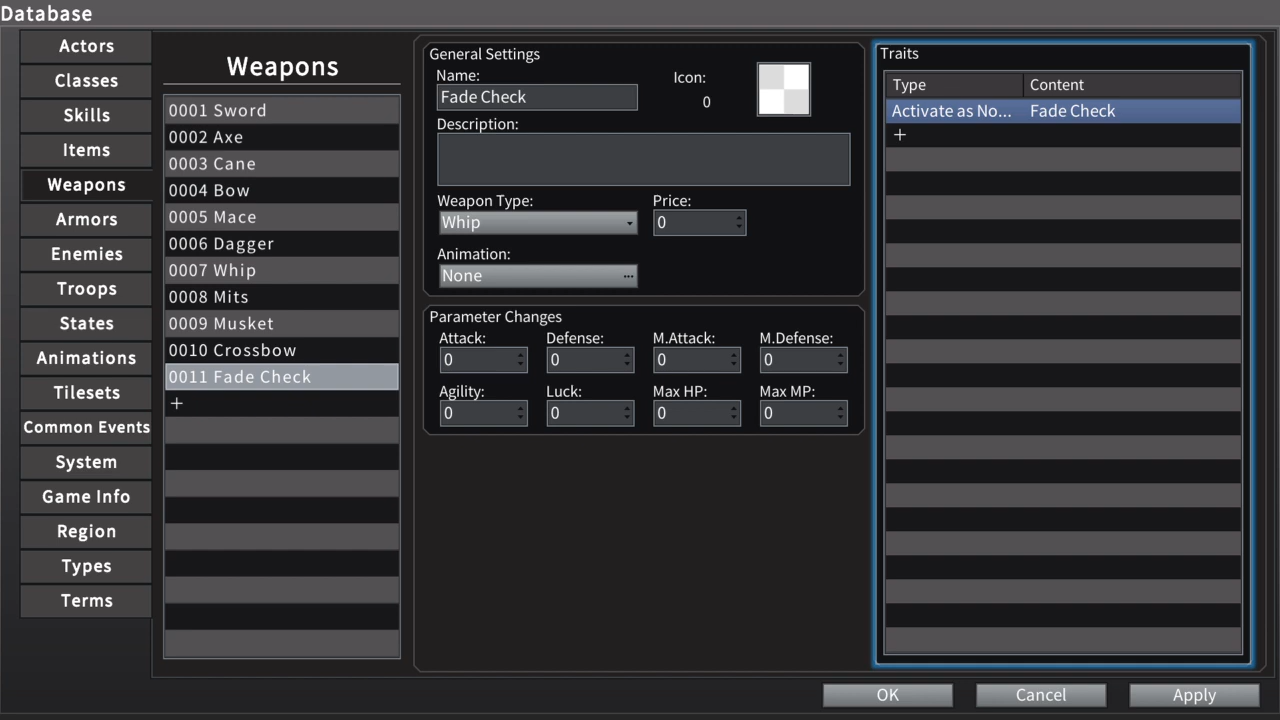 Database
Actors
Classes
Skills
Items
Weapons
Armors
Enemies
Troops
States
Animations
Tilesets
Common Events
System
Game Info
Region
Types
Terms
Weapons
0001 Sword
0002 Axe
0003 Cane
0004 Bow
0005 Mace
0006 Dagger
0007 Whip
0008 Mits
0009 Musket
0010 Crossbow
0011 Fade Check
+
General Settings
Name:
Icon:
Fade Check
0
Description:
Weapon Type:
Price:
Whip
0
Animation:
None ...
Parameter Changes
Attack: Defense: M.Attack: M.Defense:
0 0 0 0
Agility: Luck: Max HP: Max MP:
0 0 0 0
Traits
Type Content
Activate as No... Fade Check
+
OK Cancel Apply